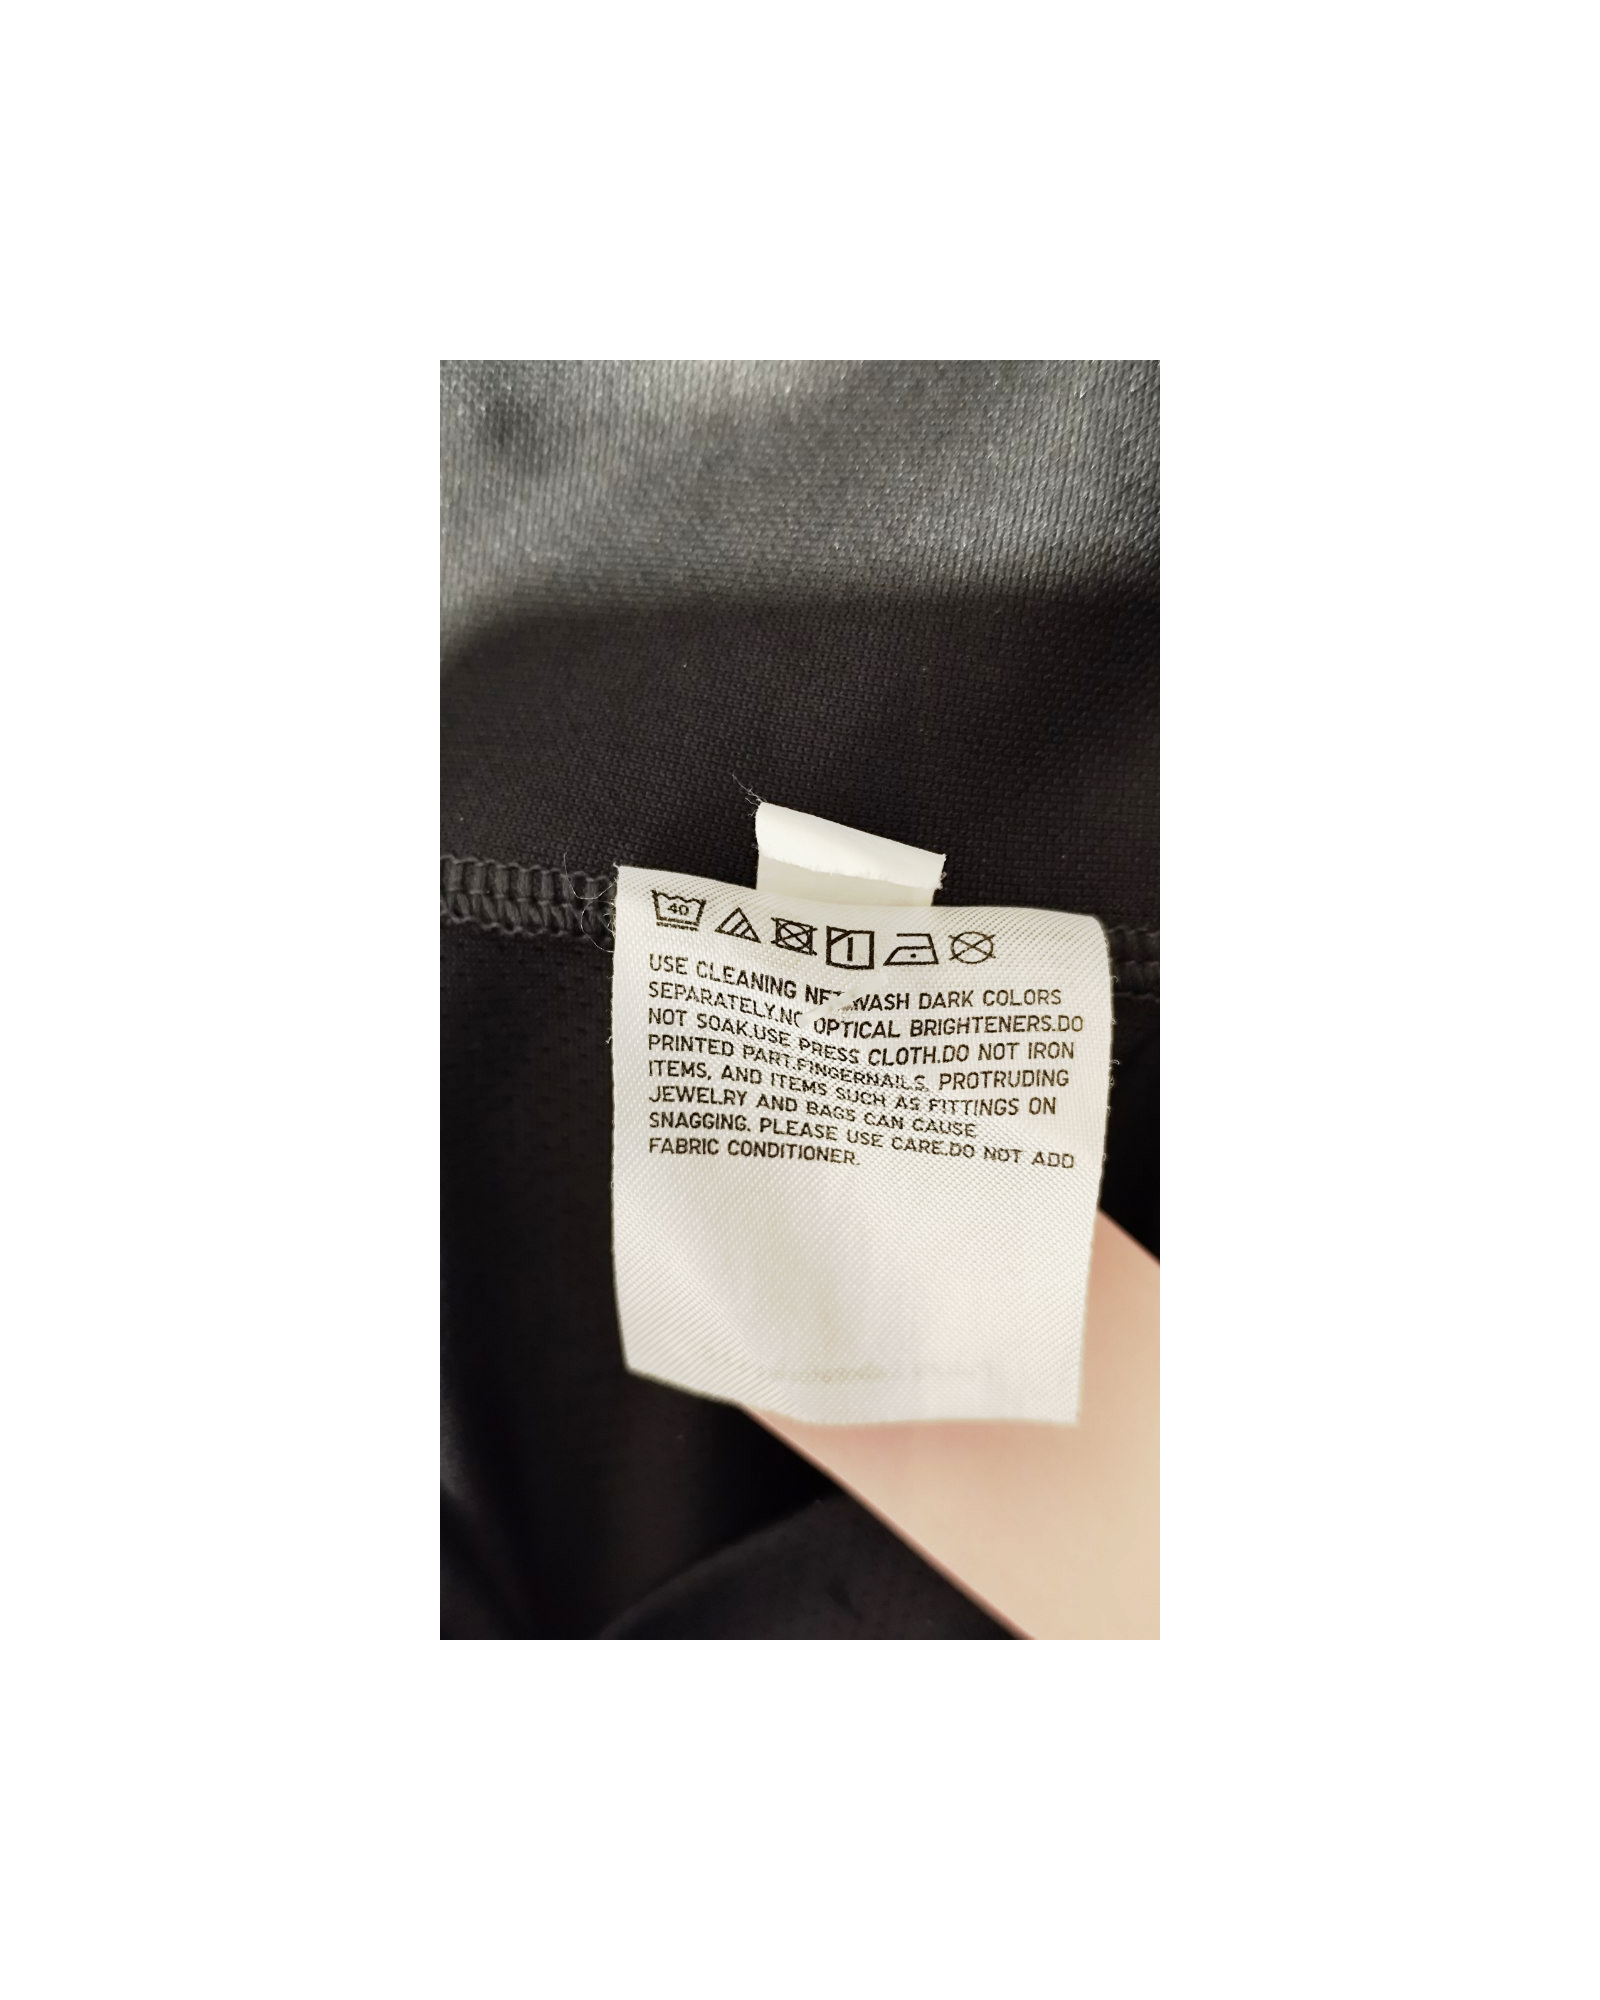 40
USE CLEANING NET.WASH DARK COLORS
SEPARATELY.NO OPTICAL BRIGHTENERS.DO
NOT SOAK.USE PRESS CLOTH.DO NOT IRON
PRINTED PART.FINGERNAILS, PROTRUDING
ITEMS, AND ITEMS SUCH AS FITTINGS ON
JEWELRY AND BAGS CAN CAUSE
SNAGGING. PLEASE USE CARE.DO NOT ADD
FABRIC CONDITIONER.